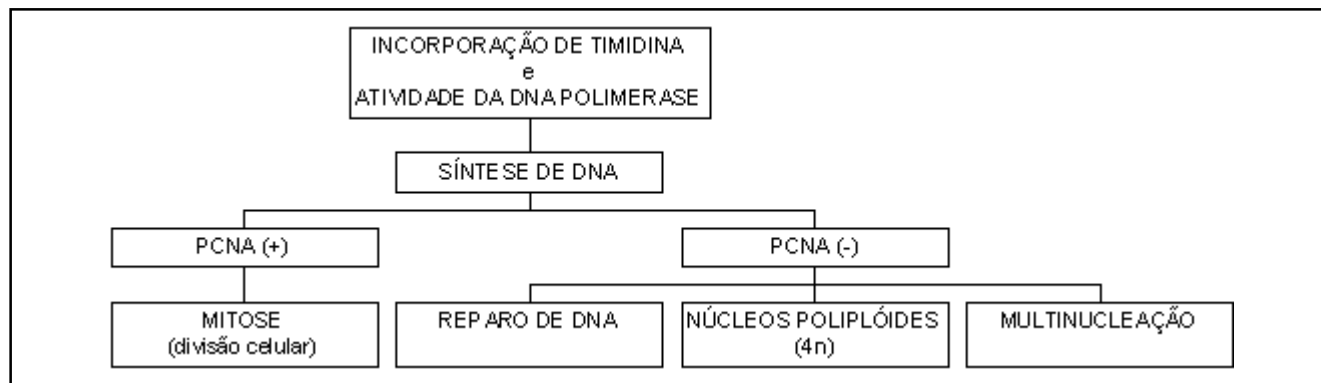 INCORPORAÇÃO DE TIMIDINA
e
ATIVIDADE DA DNA POLIMERASE
SÍNTESE DE DNA
PCNA (+)
PCNA (-)
MITOSE
(divisão celular)
REPARO DE DNA
NÚCLEOS POLIPLÓIDES
(4n)
MULTINUCLEAÇÃO